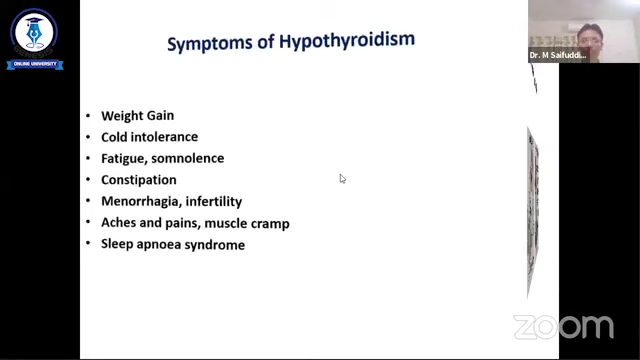 Symptoms of Hypothyroidism
Dr. M Saifuddi...
ONLINE UNIVERSITY
• Weight Gain
• Cold intolerance
• Fatigue, somnolence
• Constipation
• Menorrhagia, infertility
• Aches and pains, muscle cramp
• Sleep apnoea syndrome
zoom